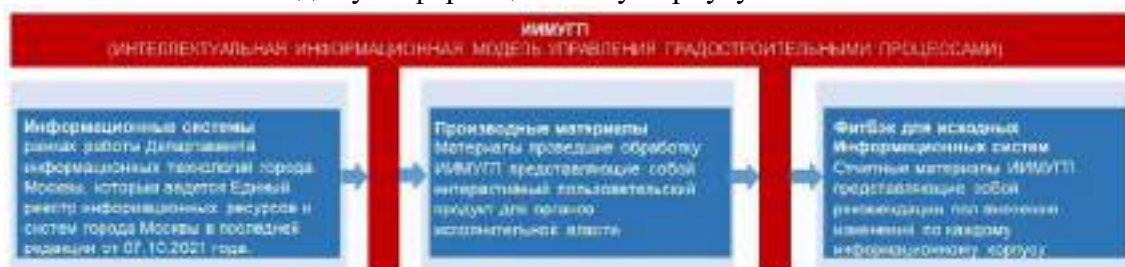 ИИМУГП
(ИНТЕЛЛЕКТУАЛЬНАЯ ИНФОРМАЦИОННАЯ МОДЕЛЬ УПРАВЛЕНИЯ ГРАДОСТРОИТЕЛЬНЫМИ ПРОЦЕССАМИ)
Информационные системы
рамках работы Департамента
информационных технологий города
Москвы, которым ведется Единый
реестр информационных ресурсов и
систем города Москвы в последней
редакции от 07.10.2021 года.
Производные материалы
Материалы прошедшие обработку
ИИМУГП представляющие собой
интерактивный пользовательский
продукт для органов
исполнительной власти
Фитбэк для исходных
Информационных систем
Отчетные материалы ИИМУГП
представляющие собой
рекомендации под внесение
изменений по каждому
информационному корпусу